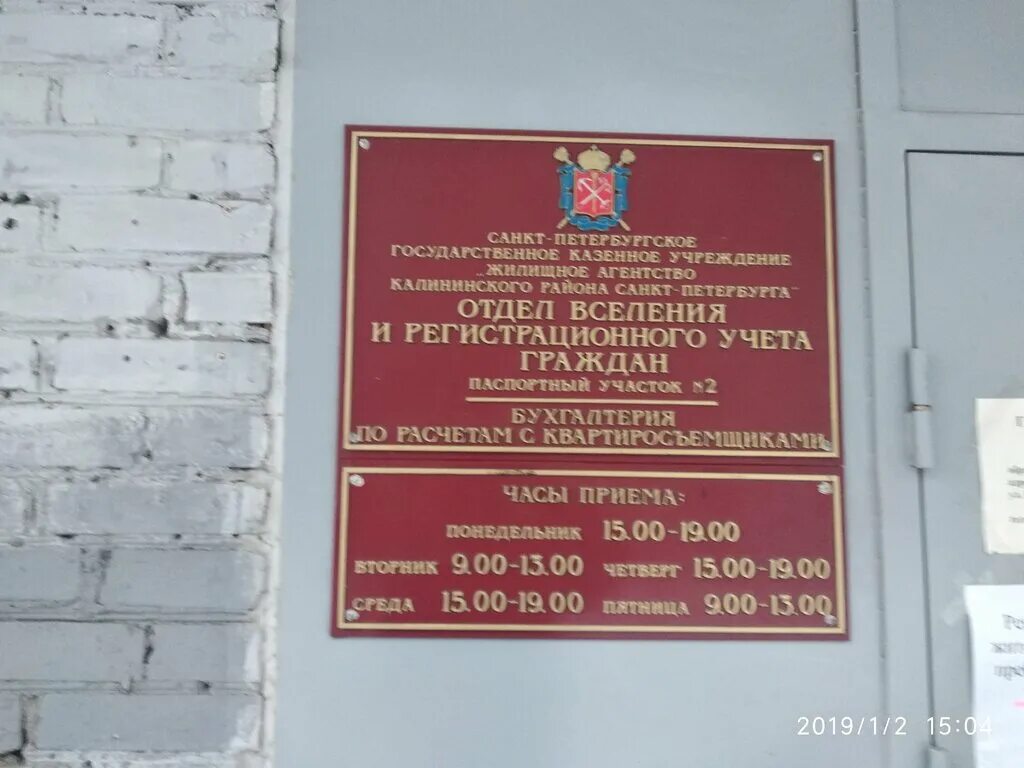 САНКТ-ПЕТЕРБУРГСКОЕ
ГОСУДАРСТВЕННОЕ КАЗЕННОЕ УЧРЕЖДЕНИЕ
„ЖИЛИЩНОЕ АГЕНТСТВО
КАЛИНИНСКОГО РАЙОНА САНКТ-ПЕТЕРБУРГА"
ОТДЕЛ ВСЕЛЕНИЯ
И РЕГИСТРАЦИОННОГО УЧЕТА
ГРАЖДАН
ПАСПОРТНЫЙ УЧАСТОК №2
БУХГАЛТЕРИЯ
ПО РАСЧЕТАМ С КВАРТИРОСЪЕМЩИКАМИ
ЧАСЫ ПРИЕМА:
ПОНЕДЕЛЬНИК 15.00-19.00
ВТОРНИК 9.00-13.00 ЧЕТВЕРГ 15.00-19.00
СРЕДА 15.00-19.00 ПЯТНИЦА 9.00-13.00
2019/1/2 15:04